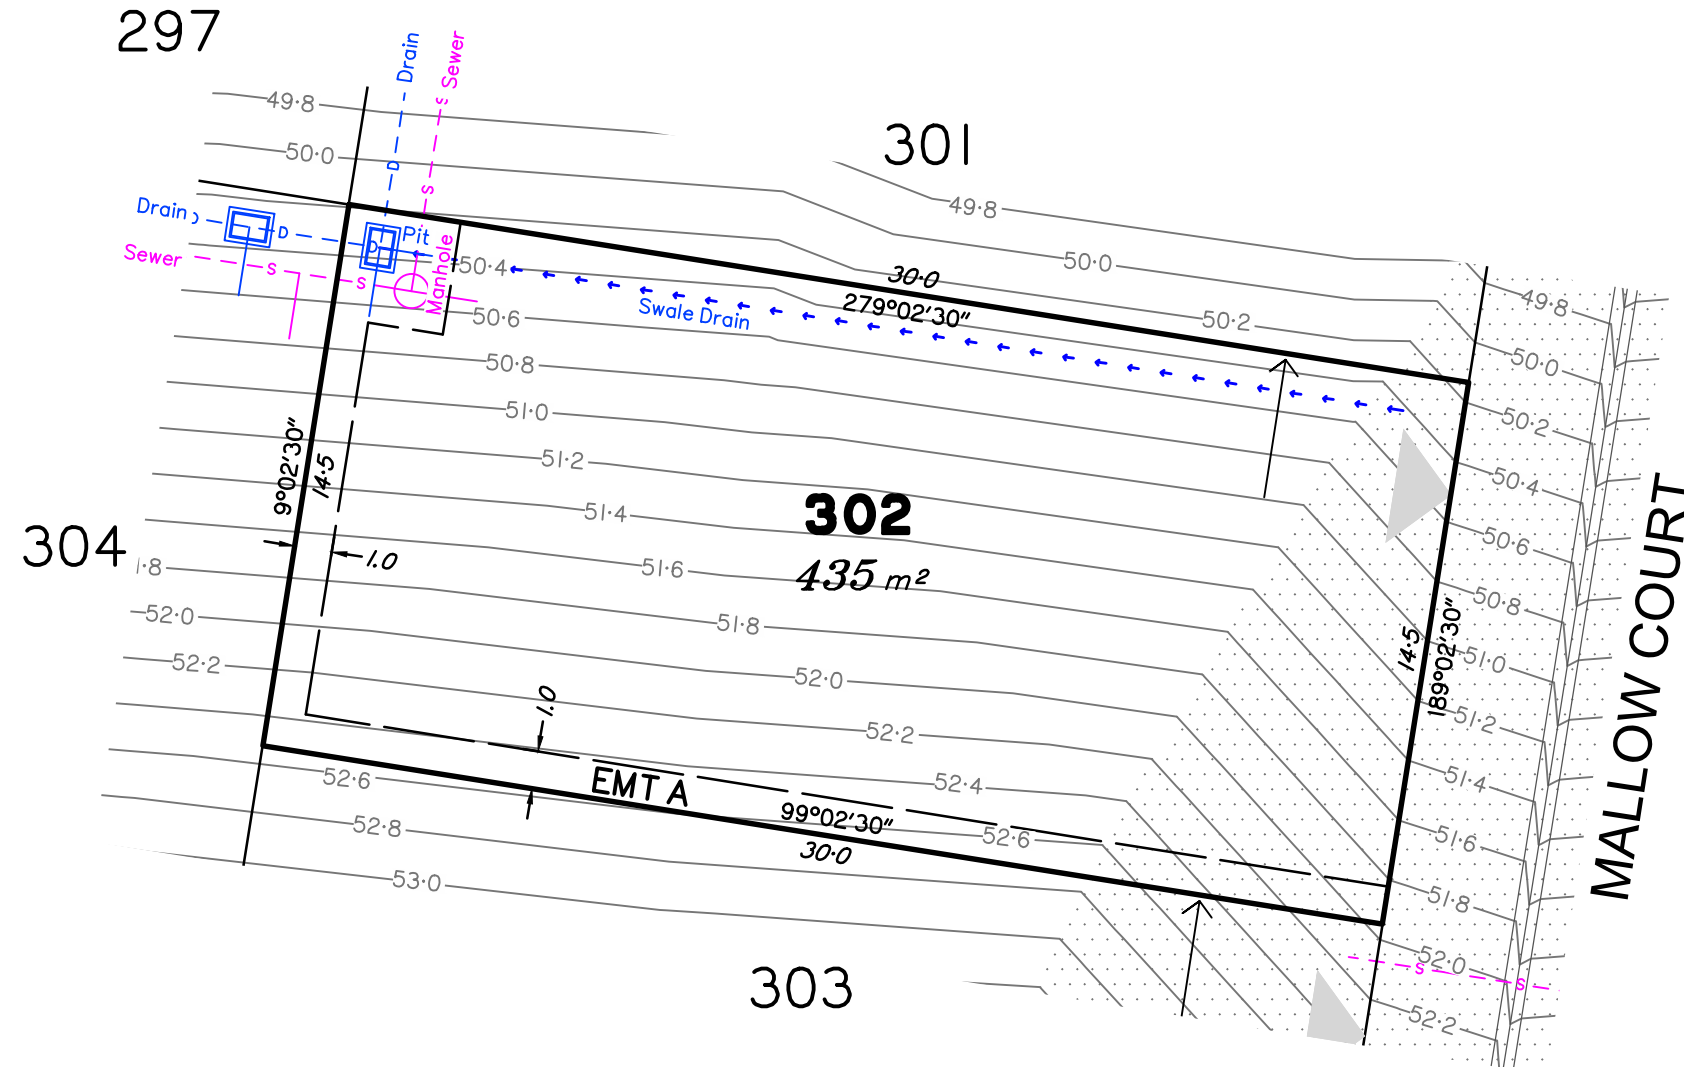 297
Drain
Sewer
49·8
301
50·0
49·8
Drain
D
S
D
D
Pit
Manhole
Sewer
S
S
50·4
50·0
30·0
279°02'30"
49·8
Swale Drain
50·6
50·2
50·0
50·8
51·0
50·2
9°02'30"
14·5
51·2
50·4
302
51·4
50·6
304
1·0
·8
51·6
435 m²
50·8
52·0
51·8
14·5
189°02'30"
51·0
52·2
52·0
51·2
1·0
52·2
MALLOW COURT
52·6
EMT A
52·4
51·4
52·8
99°02'30"
52·6
51·6
30·0
53·0
51·8
303
52·0
S
S
52·2